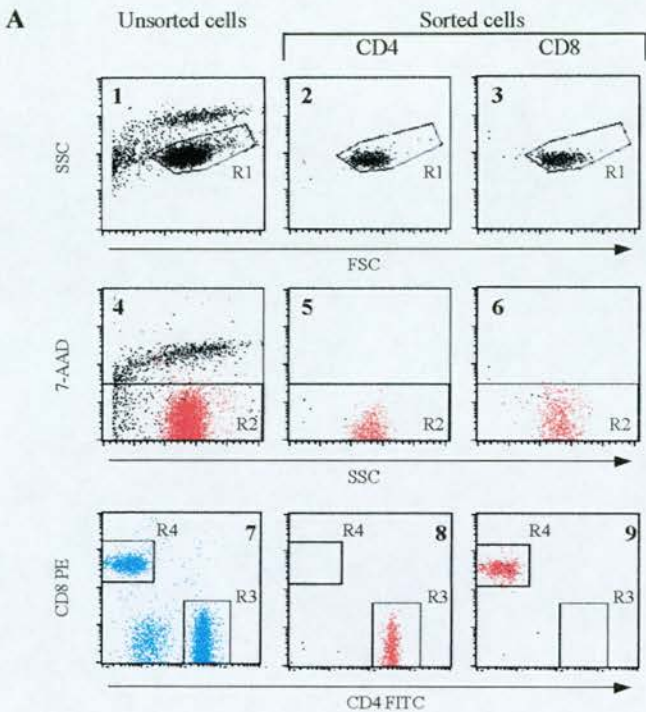 A
Unsorted cells
Sorted cells
CD4
CD8
1
2
3
SSC
R1
R1
R1
FSC
4
5
6
7-AAD
R2
R2
R2
SSC
R4
7
R4
8
R4
9
CD8 PE
R3
R3
R3
CD4 FITC